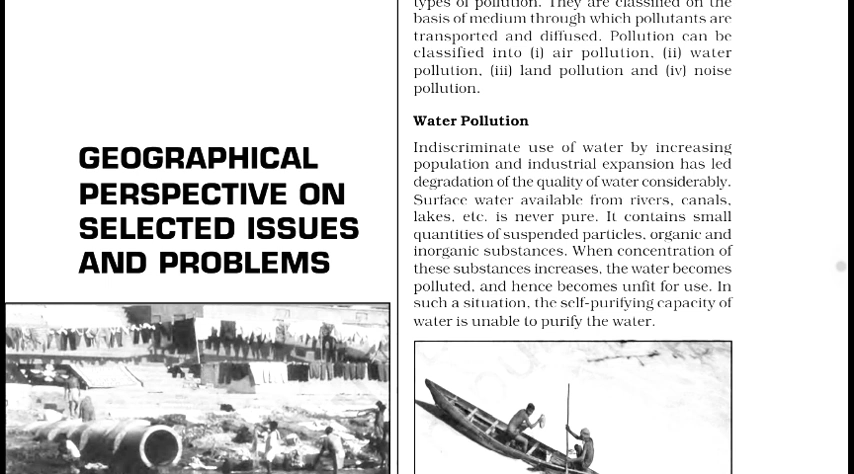 GEOGRAPHICAL
PERSPECTIVE ON
SELECTED ISSUES
AND PROBLEMS
types of pollution. They are classified on the
basis of medium through which pollutants are
transported and diffused. Pollution can be
classified into (i) air pollution, (ii) water
pollution, (iii) land pollution and (iv) noise
pollution.
Water Pollution
Indiscriminate use of water by increasing
population and industrial expansion has led
degradation of the quality of water considerably.
Surface water available from rivers, canals,
lakes, etc. is never pure. It contains small
quantities of suspended particles, organic and
inorganic substances. When concentration of
these substances increases, the water becomes
polluted, and hence becomes unfit for use. In
such a situation, the self-purifying capacity of
water is unable to purify the water.